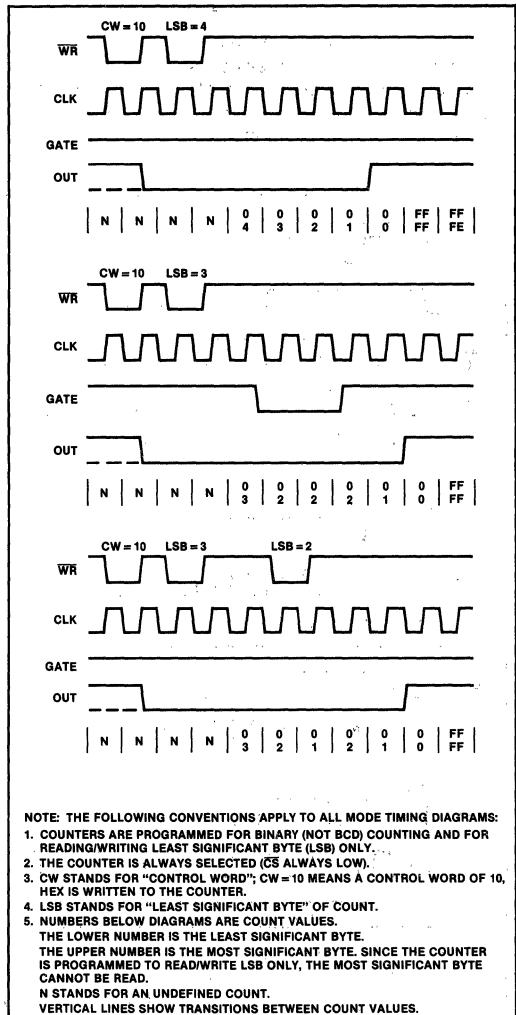 CW = 10 LSB = 4
WR
CLK
GATE
OUT
N N N N 0 0 0 0 0 FF FF
4 3 2 1 0 FF FE
CW = 10 LSB = 3
WR
CLK
GATE
OUT
N N N N 0 0 0 0 0 0 FF
3 2 2 2 1 0 FF
CW = 10 LSB = 3 LSB = 2
WR
CLK
GATE
OUT
N N N N 0 0 0 0 0 0 FF
3 2 1 2 1 0 FF
NOTE: THE FOLLOWING CONVENTIONS APPLY TO ALL MODE TIMING DIAGRAMS:
1. COUNTERS ARE PROGRAMMED FOR BINARY (NOT BCD) COUNTING AND FOR
READING/WRITING LEAST SIGNIFICANT BYTE (LSB) ONLY.
2. THE COUNTER IS ALWAYS SELECTED (CS ALWAYS LOW).
3. CW STANDS FOR "CONTROL WORD"; CW = 10 MEANS A CONTROL WORD OF 10,
HEX IS WRITTEN TO THE COUNTER.
4. LSB STANDS FOR "LEAST SIGNIFICANT BYTE" OF COUNT.
5. NUMBERS BELOW DIAGRAMS ARE COUNT VALUES.
THE LOWER NUMBER IS THE LEAST SIGNIFICANT BYTE.
THE UPPER NUMBER IS THE MOST SIGNIFICANT BYTE. SINCE THE COUNTER
IS PROGRAMMED TO READ/WRITE LSB ONLY, THE MOST SIGNIFICANT BYTE
CANNOT BE READ.
N STANDS FOR AN UNDEFINED COUNT.
VERTICAL LINES SHOW TRANSITIONS BETWEEN COUNT VALUES.